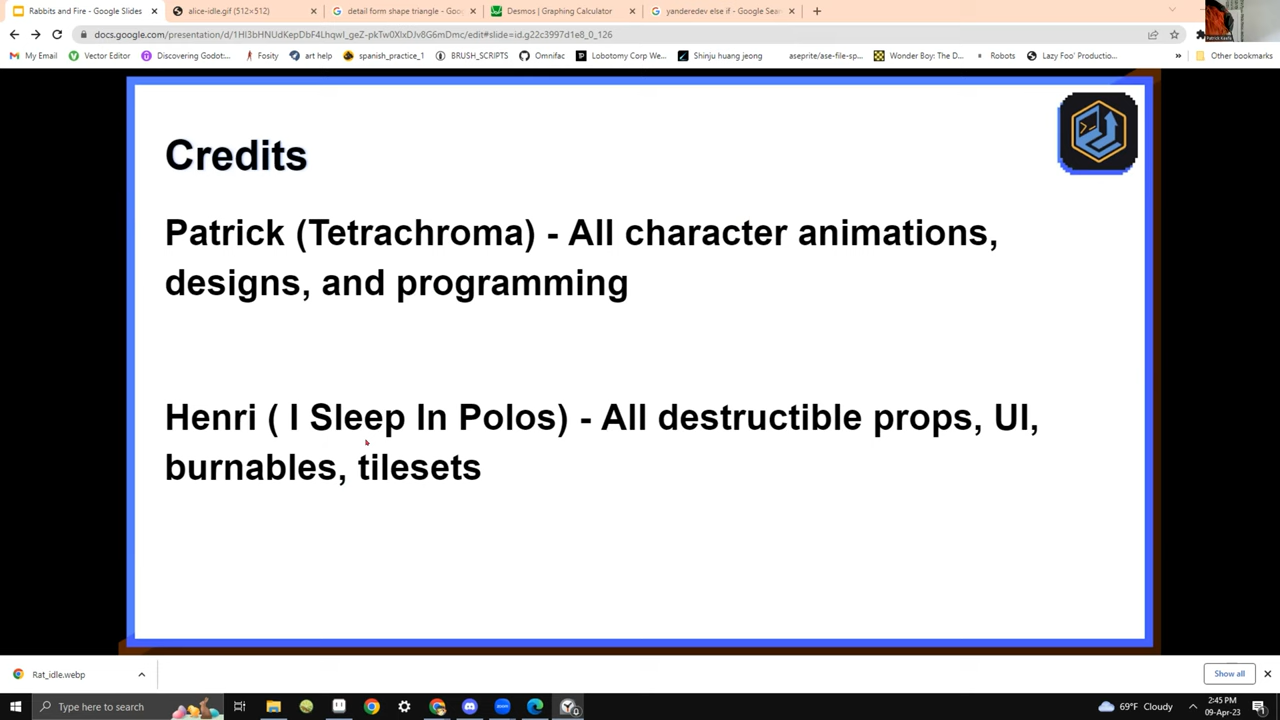 Rabbits and Fire - Google Slides
alice-idle.gif (512×512)
detail form shape triangle - Goo
Desmos | Graphing Calculator
yanderedev else if - Google Sea
docs.google.com/presentation/d/1HI3bHNUdKepDbF4LhqwI_geZ-pkTw0XlxDJv8G6mDmc/edit#slide=id.g22c3997d1e8_0_126
My Email
Vector Editor
Discovering Godot:...
Fosity
art help
spanish_practice_1
BRUSH_SCRIPTS
Omnifac
Lobotomy Corp We...
Shinju huang jeong
aseprite/ase-file-sp...
Wonder Boy: The D...
Robots
Lazy Foo' Productio...
»
Other bookmarks
Credits
Patrick (Tetrachroma) - All character animations,
designs, and programming
Henri ( I Sleep In Polos) - All destructible props, UI,
burnables, tilesets
Rat_idle.webp
Show all
Type here to search
69°F Cloudy
2:45 PM
09-Apr-23